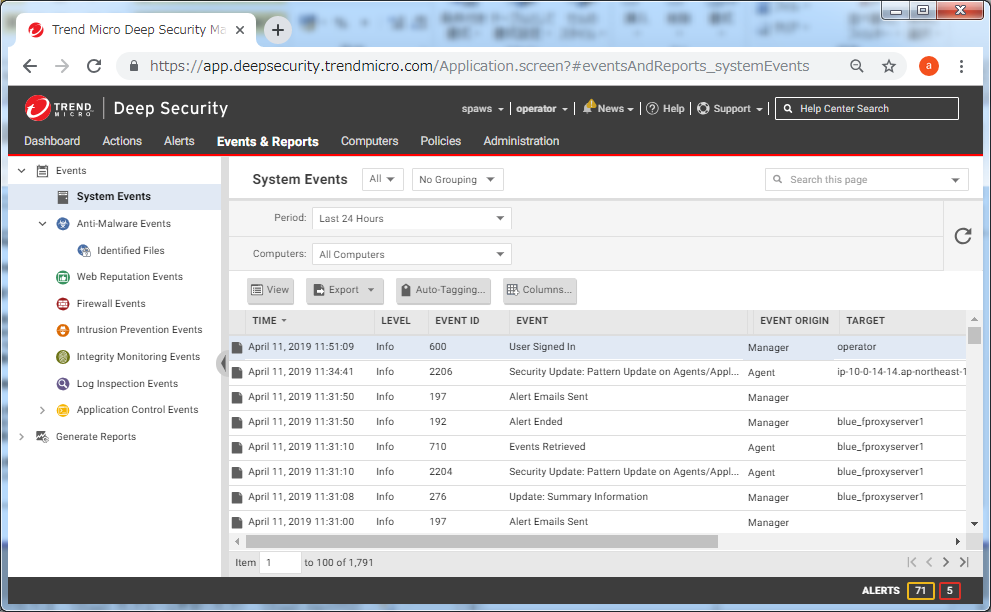 Trend Micro Deep Security Ma
https://app.deepsecurity.trendmicro.com/Application.screen?#eventsAndReports_systemEvents
a
TREND MICRO Deep Security
spaws operator News Help Support Help Center Search
Dashboard Actions Alerts Events & Reports Computers Policies Administration
Events
System Events
Anti-Malware Events
Identified Files
Web Reputation Events
Firewall Events
Intrusion Prevention Events
Integrity Monitoring Events
Log Inspection Events
Application Control Events
Generate Reports
System Events All No Grouping Search this page
Period: Last 24 Hours
Computers: All Computers
View Export Auto-Tagging... Columns...
TIME LEVEL EVENT ID EVENT EVENT ORIGIN TARGET
April 11, 2019 11:51:09 Info 600 User Signed In Manager operator
April 11, 2019 11:34:41 Info 2206 Security Update: Pattern Update on Agents/Appl... Agent ip-10-0-14-14.ap-northeast-1
April 11, 2019 11:31:50 Info 197 Alert Emails Sent Manager
April 11, 2019 11:31:50 Info 192 Alert Ended Manager blue_fproxyserver1
April 11, 2019 11:31:10 Info 710 Events Retrieved Agent blue_fproxyserver1
April 11, 2019 11:31:10 Info 2204 Security Update: Pattern Update on Agents/Appl... Agent blue_fproxyserver1
April 11, 2019 11:31:08 Info 276 Update: Summary Information Manager blue_fproxyserver1
April 11, 2019 11:31:00 Info 197 Alert Emails Sent Manager
Item 1 to 100 of 1,791
ALERTS 71 5